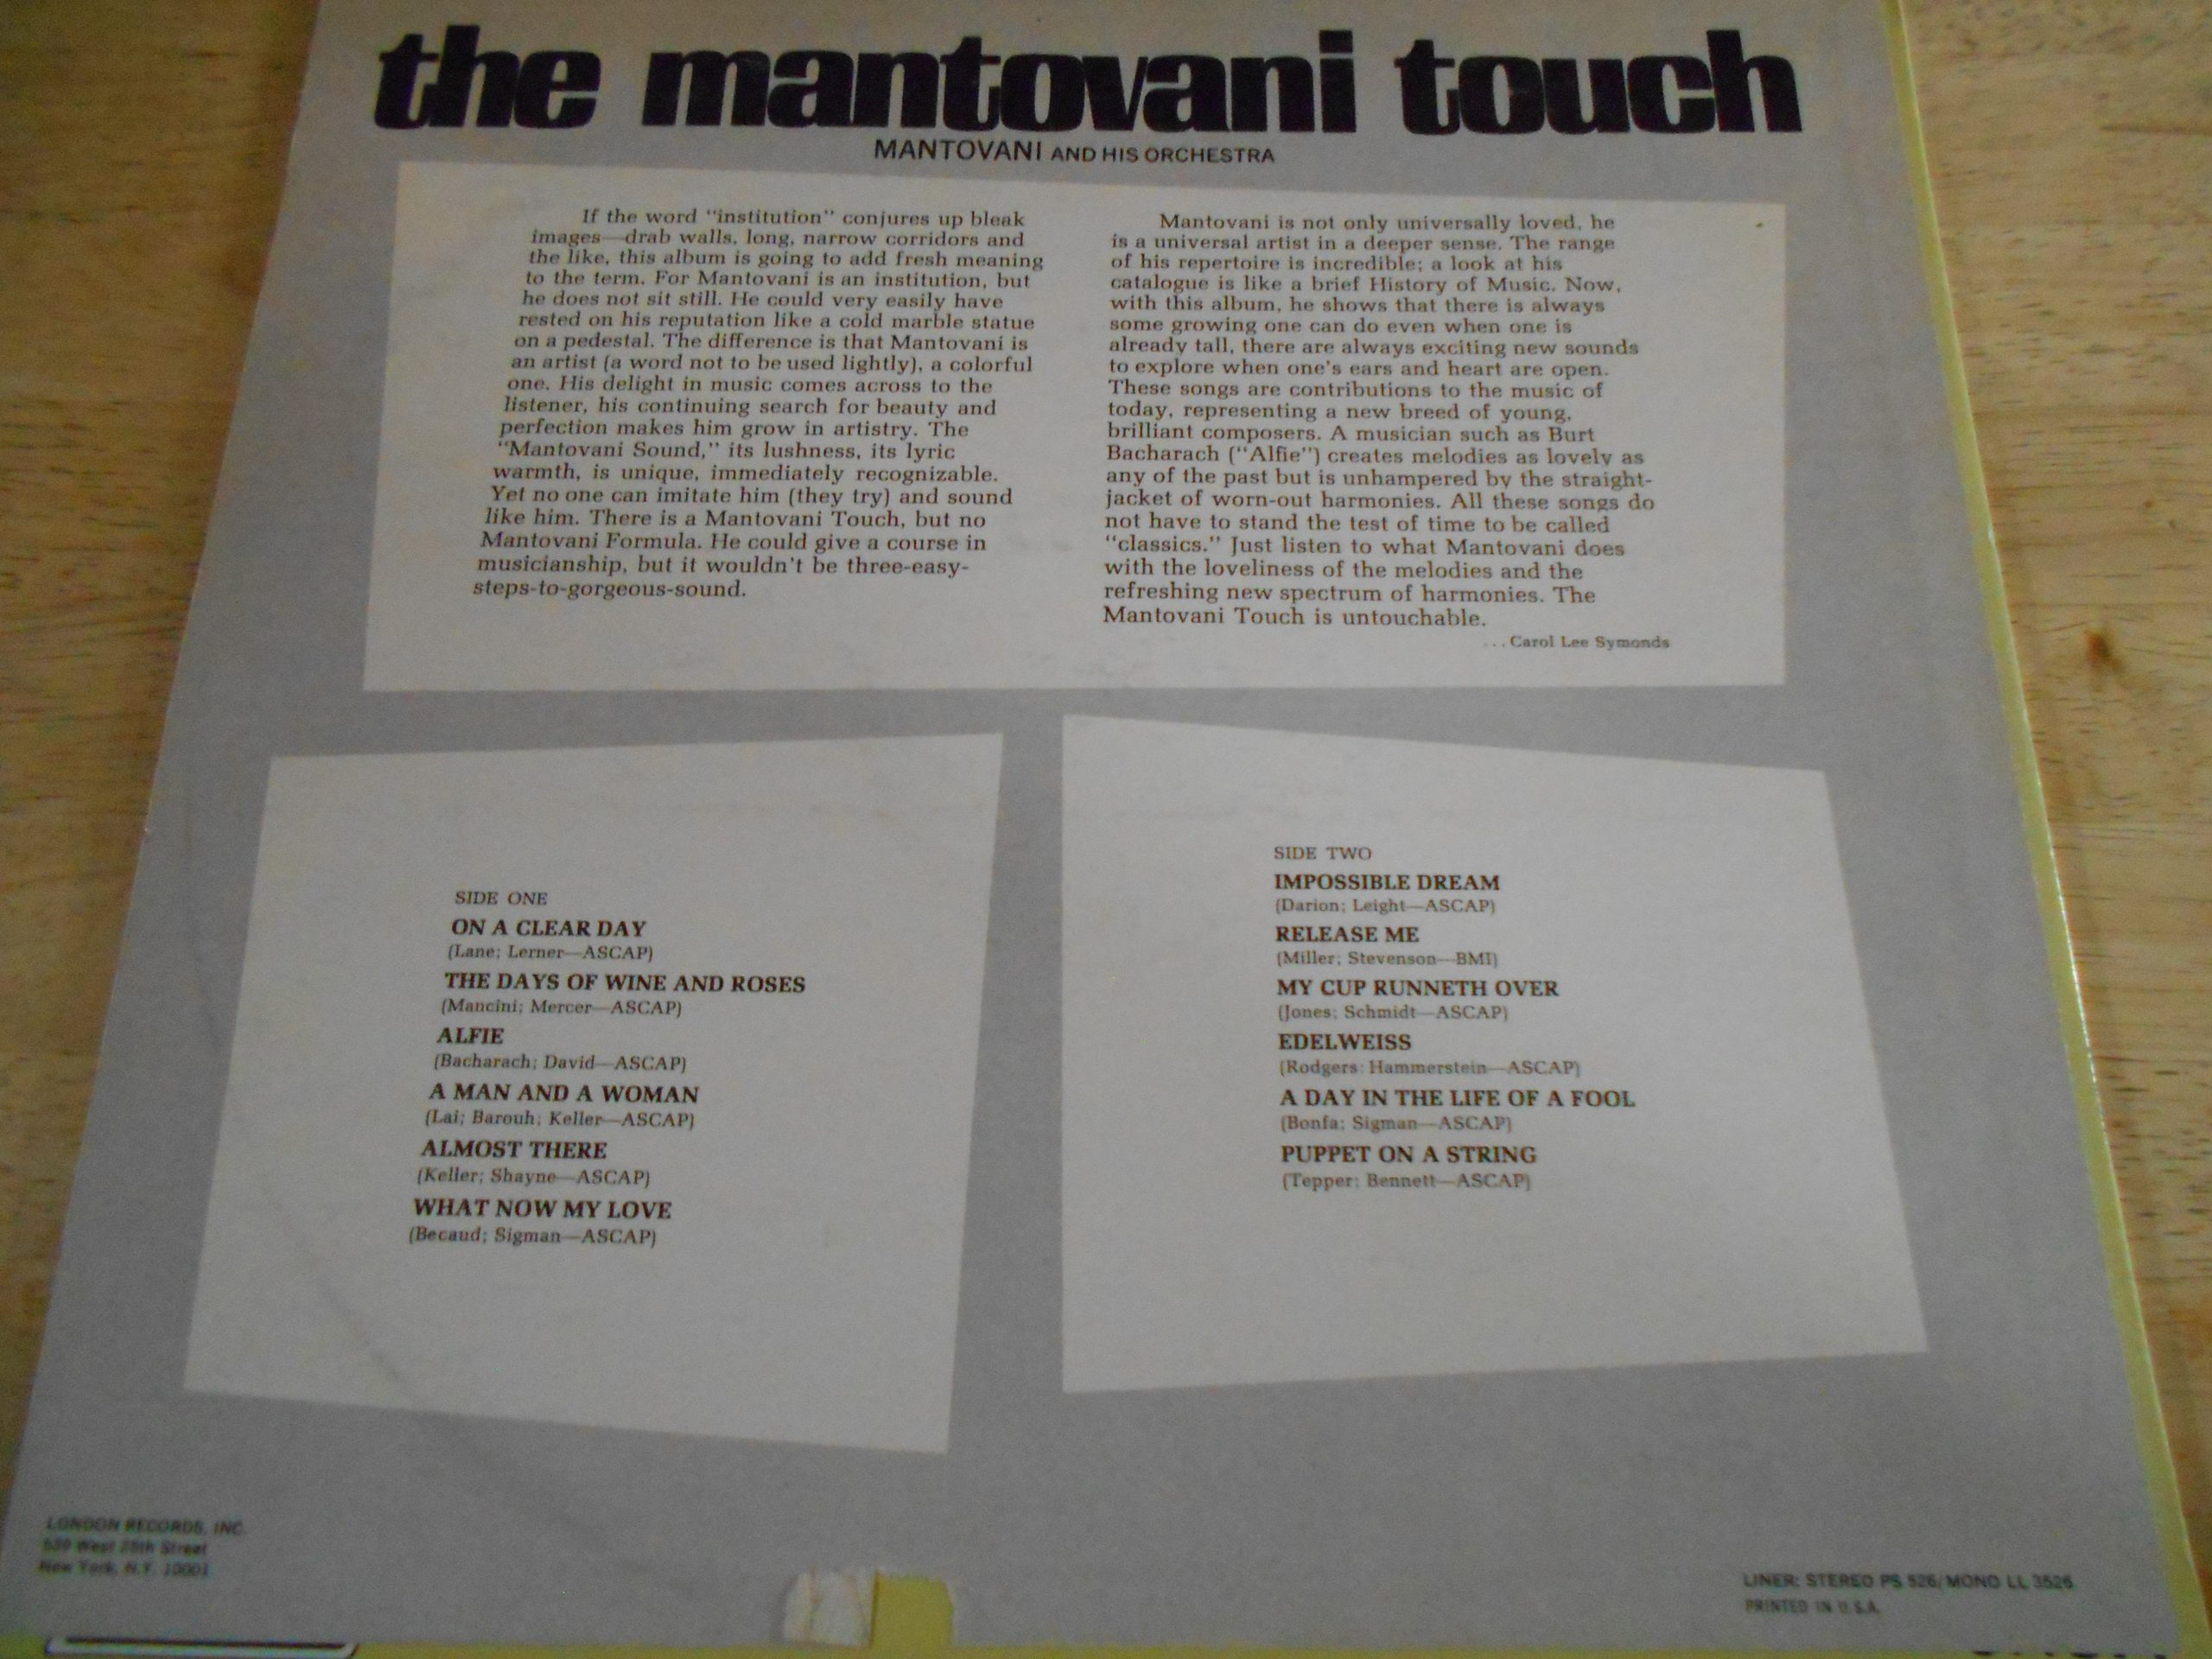 the mantovani touch
MANTOVANI AND HIS ORCHESTRA
If the word "institution" conjures up bleak
images—drab walls, long, narrow corridors and
the like, this album is going to add fresh meaning
to the term. For Mantovani is an institution, but
he does not sit still. He could very easily have
rested on his reputation like a cold marble statue
on a pedestal. The difference is that Mantovani is
an artist (a word not to be used lightly), a colorful
one. His delight in music comes across to the
listener, his continuing search for beauty and
perfection makes him grow in artistry. The
"Mantovani Sound," its lushness, its lyric
warmth, is unique, immediately recognizable.
Yet no one can imitate him (they try) and sound
like him. There is a Mantovani Touch, but no
Mantovani Formula. He could give a course in
musicianship, but it wouldn't be three-easy-
steps-to-gorgeous-sound.
Mantovani is not only universally loved, he
is a universal artist in a deeper sense. The range
of his repertoire is incredible; a look at his
catalogue is like a brief History of Music. Now,
with this album, he shows that there is always
some growing one can do even when one is
already tall, there are always exciting new sounds
to explore when one's ears and heart are open.
These songs are contributions to the music of
today, representing a new breed of young,
brilliant composers. A musician such as Burt
Bacharach ("Alfie") creates melodies as lovely as
any of the past but is unhampered by the straight-
jacket of worn-out harmonies. All these songs do
not have to stand the test of time to be called
"classics." Just listen to what Mantovani does
with the loveliness of the melodies and the
refreshing new spectrum of harmonies. The
Mantovani Touch is untouchable.
...Carol Lee Symonds
SIDE ONE
ON A CLEAR DAY
(Lane; Lerner—ASCAP)
THE DAYS OF WINE AND ROSES
(Mancini; Mercer—ASCAP)
ALFIE
(Bacharach; David—ASCAP)
A MAN AND A WOMAN
(Lai; Barouh; Keller—ASCAP)
ALMOST THERE
(Keller; Shayne—ASCAP)
WHAT NOW MY LOVE
(Becaud; Sigman—ASCAP)
SIDE TWO
IMPOSSIBLE DREAM
(Darion; Leight—ASCAP)
RELEASE ME
(Miller; Stevenson—BMI)
MY CUP RUNNETH OVER
(Jones; Schmidt—ASCAP)
EDELWEISS
(Rodgers; Hammerstein—ASCAP)
A DAY IN THE LIFE OF A FOOL
(Bonfa; Sigman—ASCAP)
PUPPET ON A STRING
(Tepper; Bennett—ASCAP)
LONDON RECORDS, INC.
539 West 25th Street
New York, N.Y. 10001
LINER: STEREO PS 526/MONO LL 3526
PRINTED IN U.S.A.